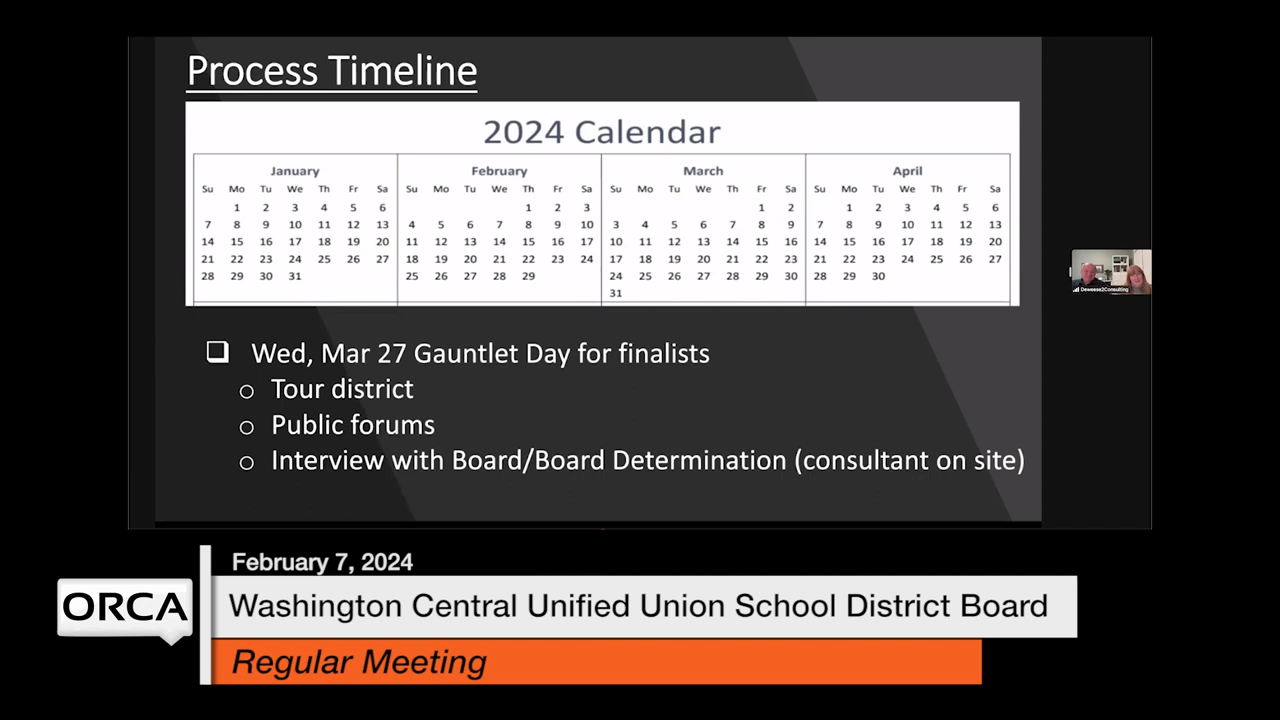 Process Timeline
2024 Calendar
January February March April
Su Mo Tu We Th Fr Sa Su Mo Tu We Th Fr Sa Su Mo Tu We Th Fr Sa Su Mo Tu We Th Fr Sa
1 2 3 4 5 6 1 2 3 1 2 1 2 3 4 5 6
7 8 9 10 11 12 13 4 5 6 7 8 9 10 3 4 5 6 7 8 9 7 8 9 10 11 12 13
14 15 16 17 18 19 20 11 12 13 14 15 16 17 10 11 12 13 14 15 16 14 15 16 17 18 19 20
21 22 23 24 25 26 27 18 19 20 21 22 23 24 17 18 19 20 21 22 23 21 22 23 24 25 26 27
28 29 30 31 25 26 27 28 29 24 25 26 27 28 29 30 28 29 30
31
Wed, Mar 27 Gauntlet Day for finalists
Tour district
Public forums
Interview with Board/Board Determination (consultant on site)
Deweese2Consulting
February 7, 2024
ORCA
Washington Central Unified Union School District Board
Regular Meeting